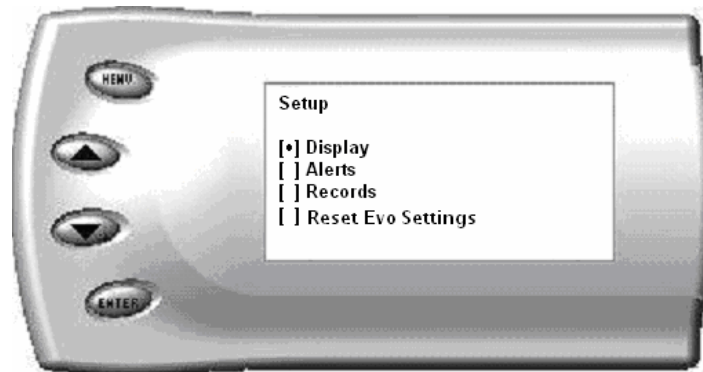 MENU
Setup
[•] Display
[ ] Alerts
[ ] Records
[ ] Reset Evo Settings
ENTER